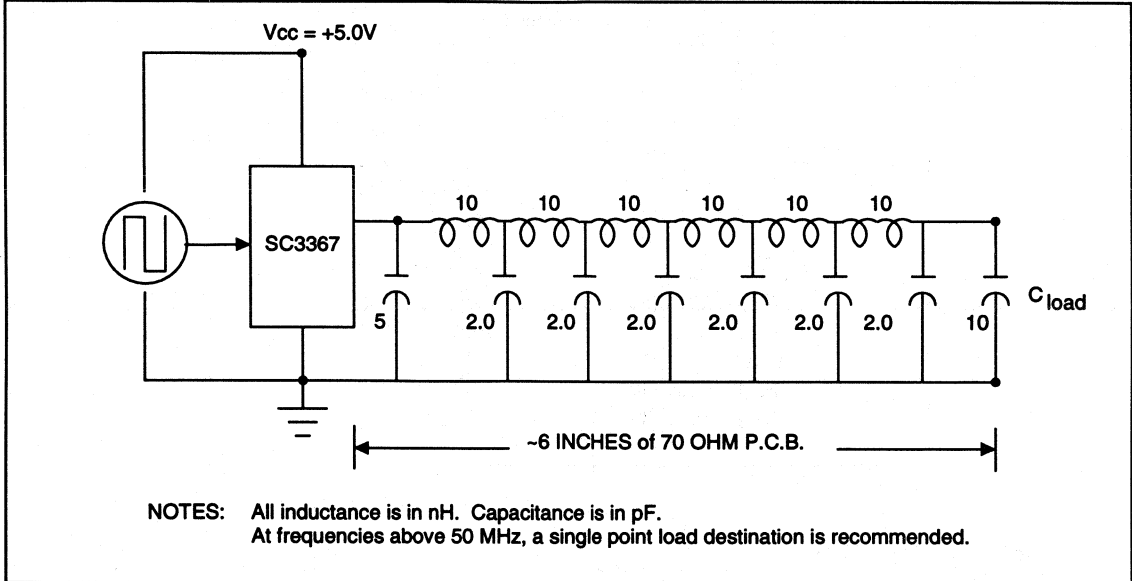 Vcc = +5.0V
SC3367
10 10 10 10 10 10
5 2.0 2.0 2.0 2.0 2.0 2.0 10
Cload
~6 INCHES of 70 OHM P.C.B.
NOTES: All inductance is in nH. Capacitance is in pF.
At frequencies above 50 MHz, a single point load destination is recommended.